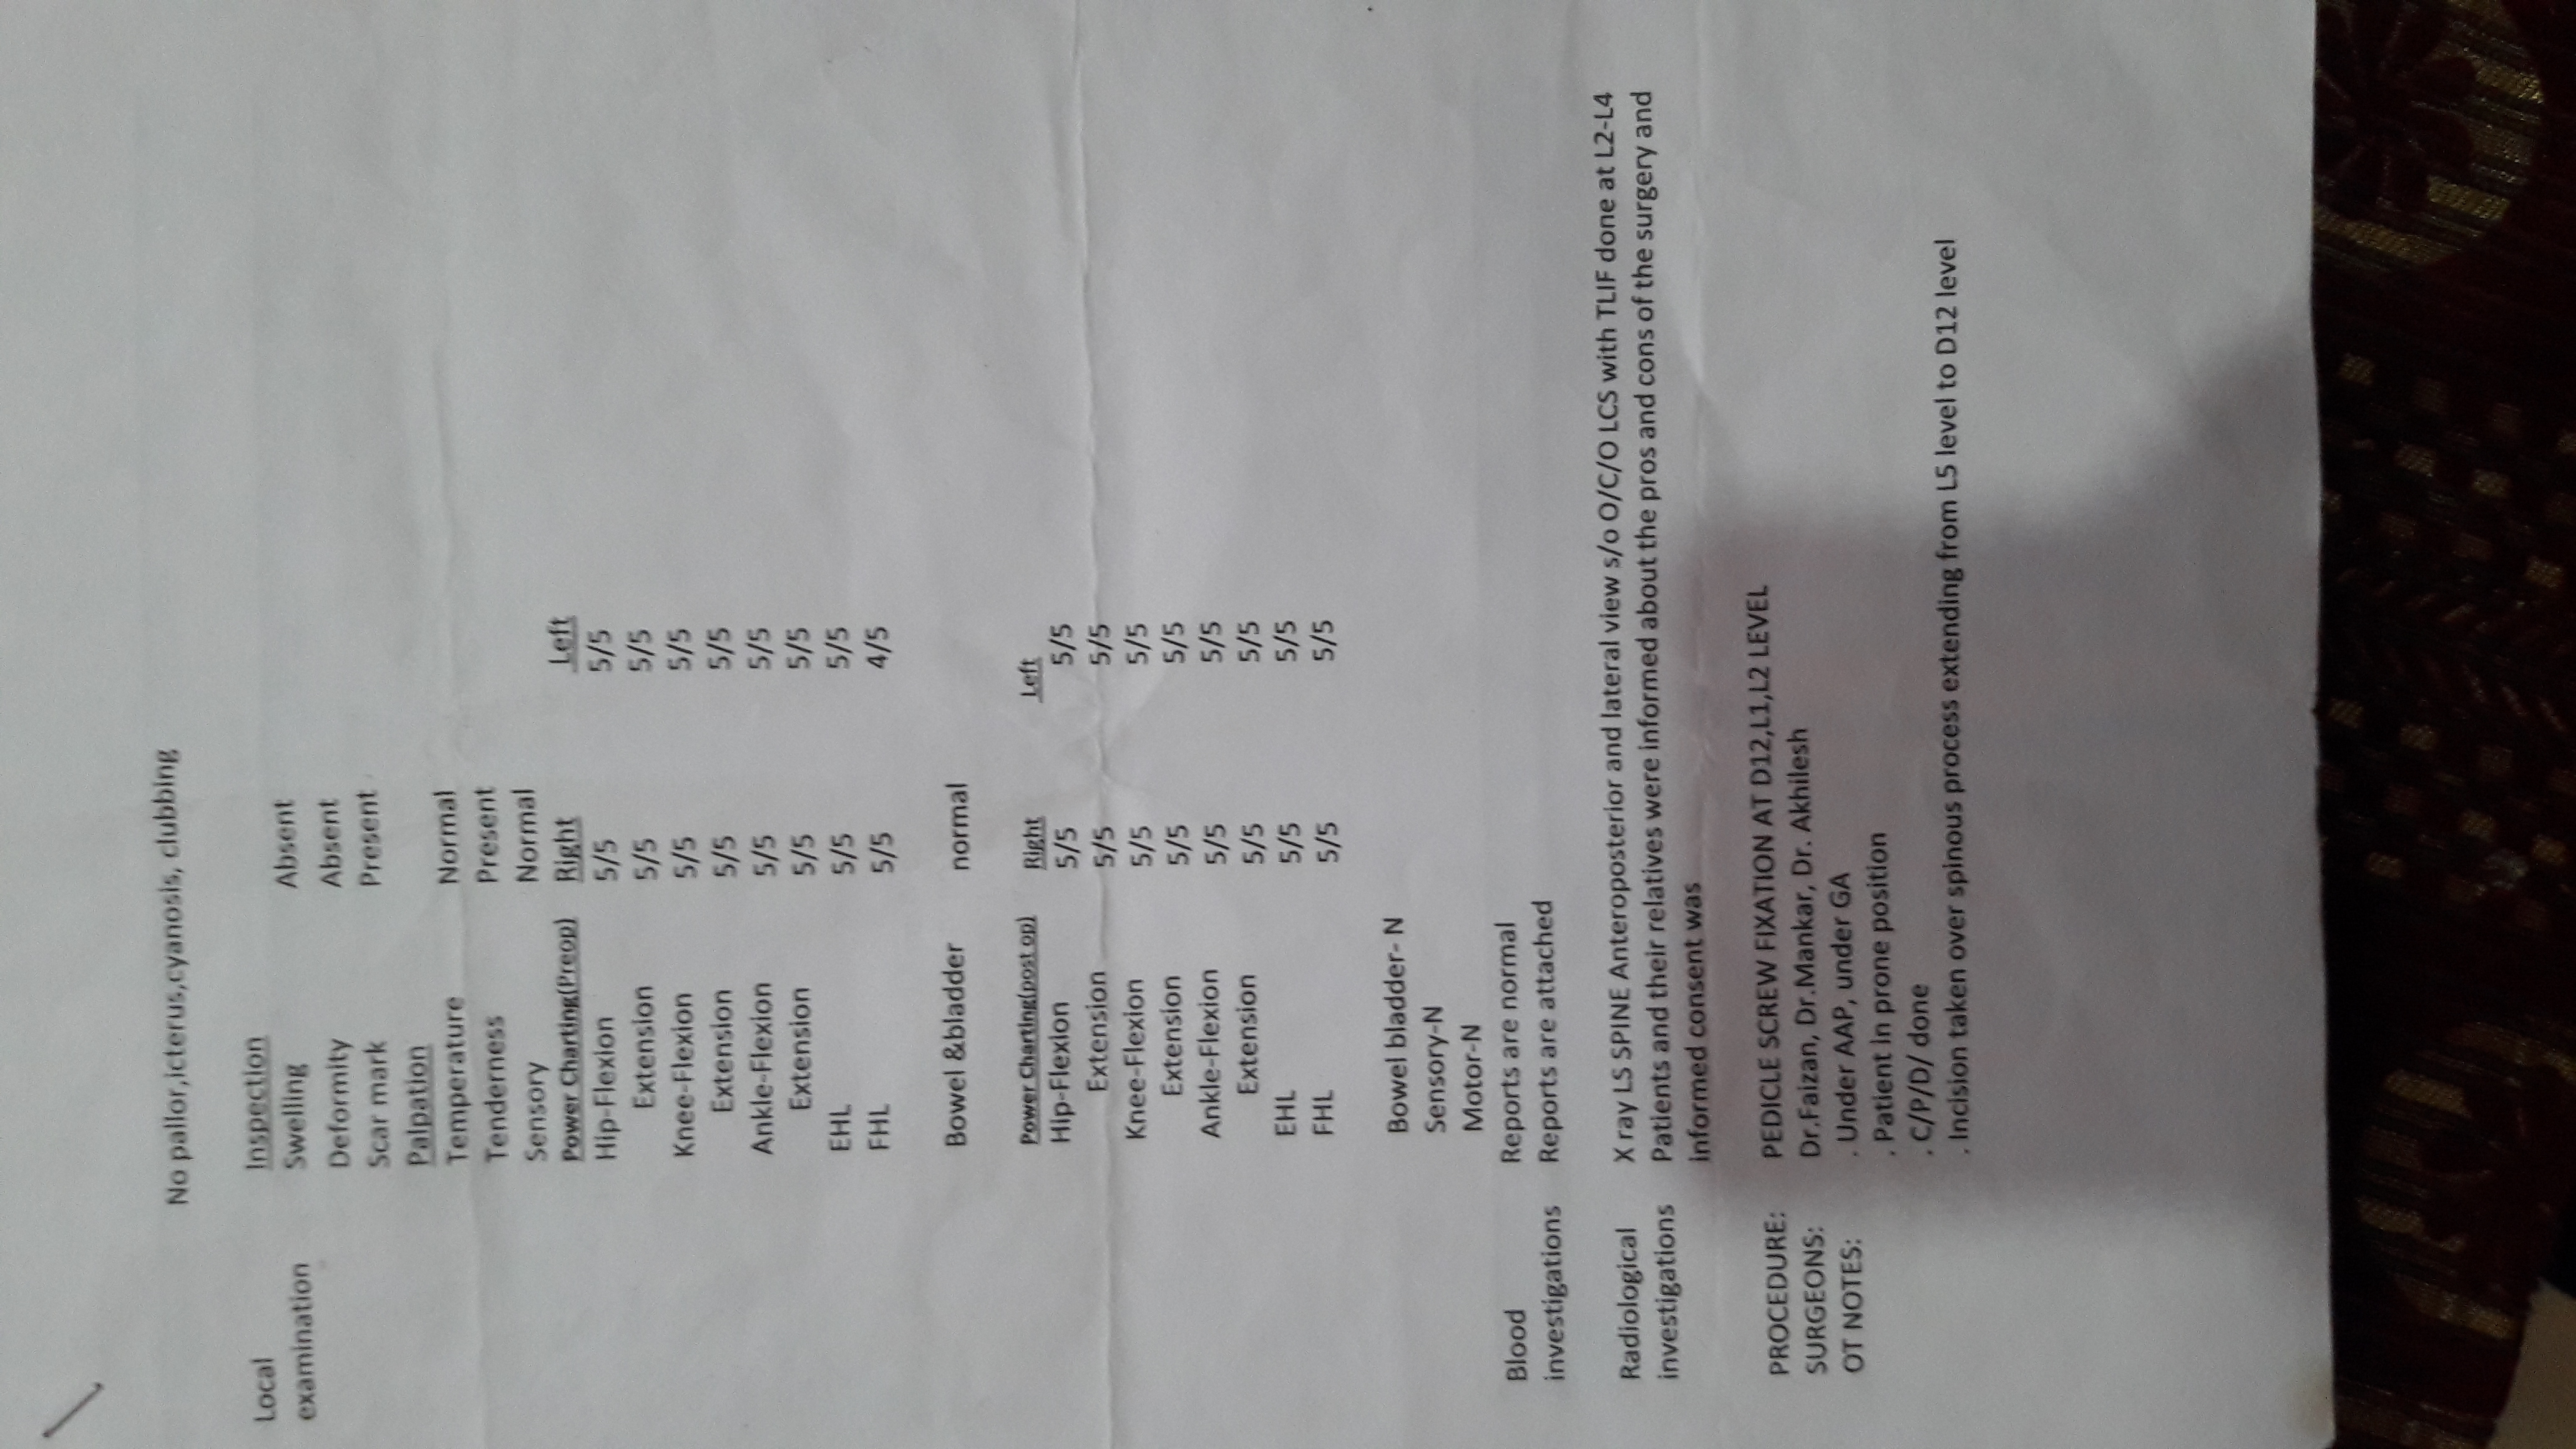 No pallor,icterus,cyanosis, clubbing
Local examination Inspection
Swelling Absent
Deformity Absent
Scar mark Present
Palpation
Temperature Normal
Tenderness Present
Sensory Normal
Power Charting(Preop) Right Left
Hip-Flexion 5/5 5/5
Extension 5/5 5/5
Knee-Flexion 5/5 5/5
Extension 5/5 5/5
Ankle-Flexion 5/5 5/5
Extension 5/5 5/5
EHL 5/5 5/5
FHL 5/5 4/5
Bowel &bladder normal
Power Charting(post op) Right Left
Hip-Flexion 5/5 5/5
Extension 5/5 5/5
Knee-Flexion 5/5 5/5
Extension 5/5 5/5
Ankle-Flexion 5/5 5/5
Extension 5/5 5/5
EHL 5/5 5/5
FHL 5/5 5/5
Bowel bladder- N
Sensory-N
Motor-N
Blood Reports are normal
investigations Reports are attached
Radiological X ray LS SPINE Anteroposterior and lateral view s/o O/C/O LCS with TLIF done at L2-L4
investigations Patients and their relatives were informed about the pros and cons of the surgery and
informed consent was
PROCEDURE: PEDICLE SCREW FIXATION AT D12,L1,L2 LEVEL
SURGEONS: Dr.Faizan, Dr.Mankar, Dr. Akhilesh
OT NOTES: . Under AAP, under GA
. Patient in prone position
. C/P/D/ done
. Incision taken over spinous process extending from L5 level to D12 level